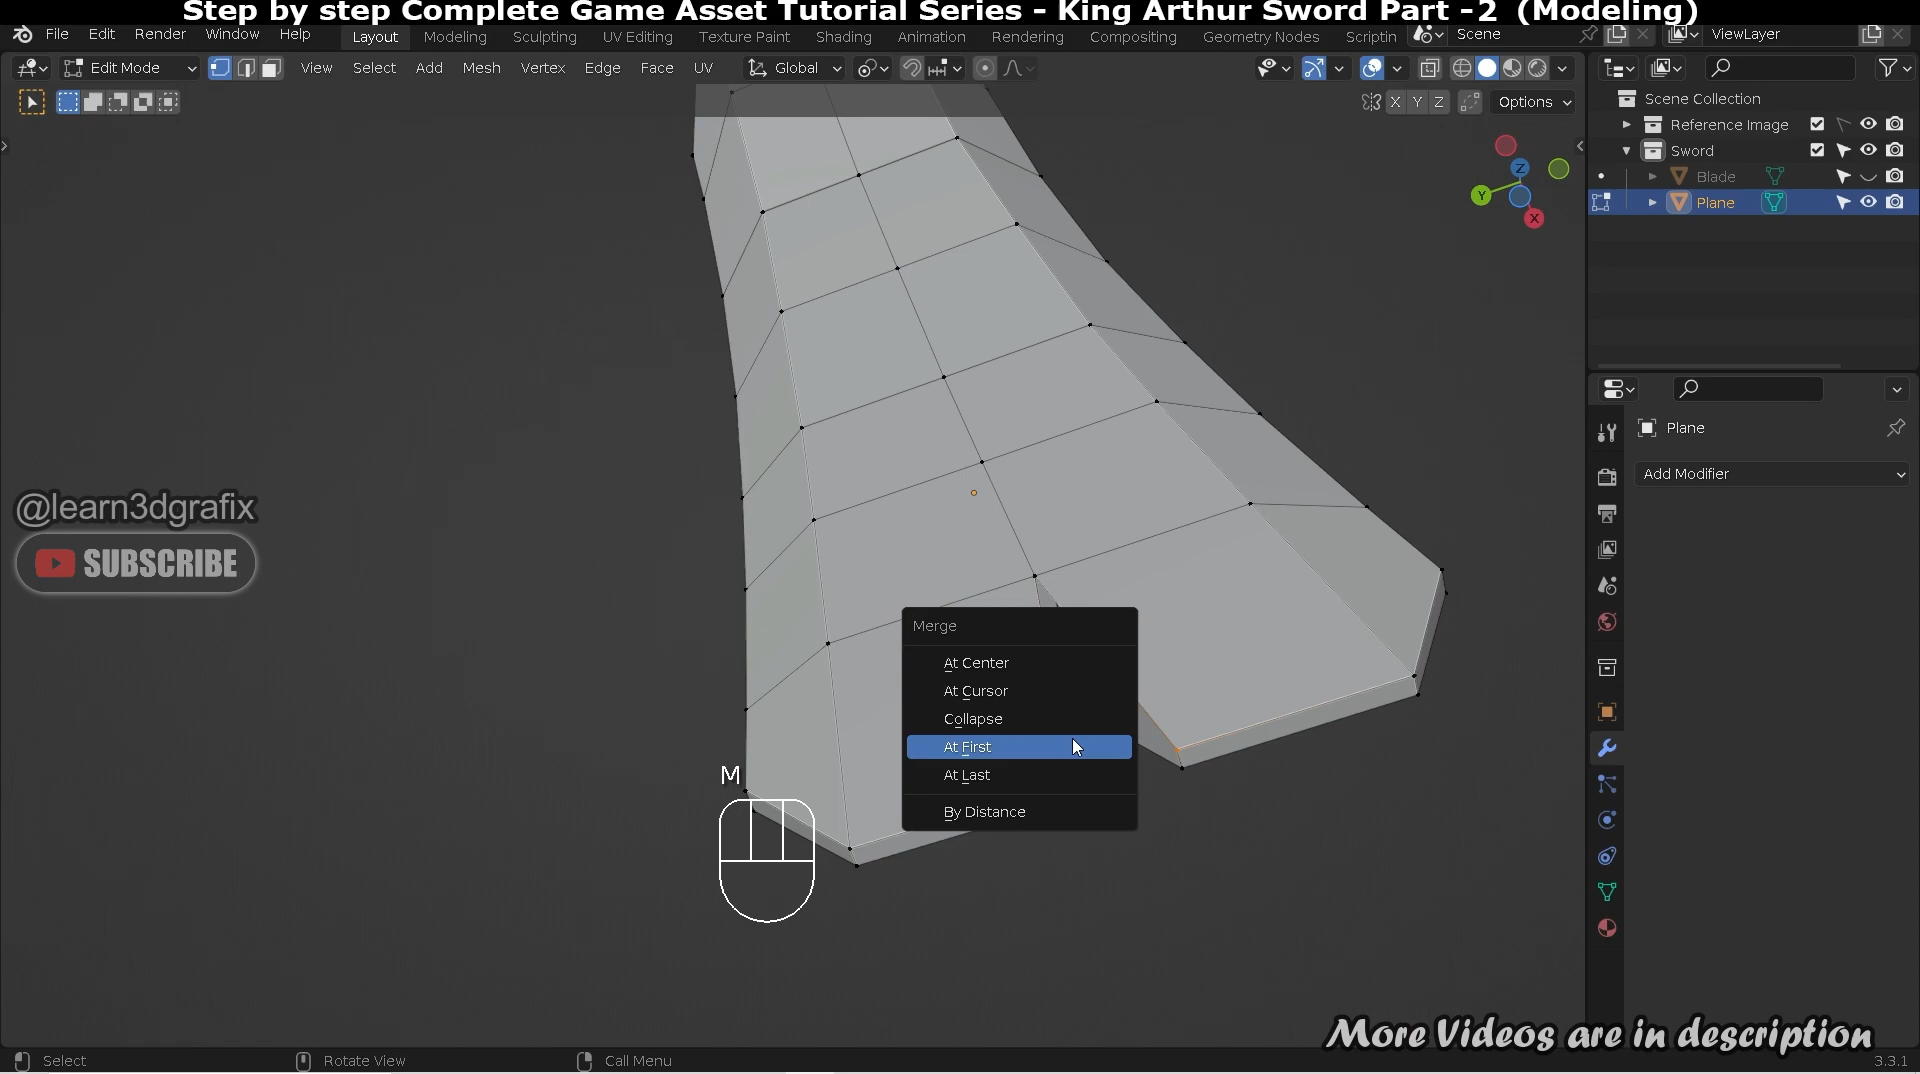 Step by step Complete Game Asset Tutorial Series - King Arthur Sword Part -2 (Modeling)
File Edit Render Window Help Layout Modeling Sculpting UV Editing Texture Paint Shading Animation Rendering Compositing Geometry Nodes Scriptin Scene ViewLayer
Edit Mode View Select Add Mesh Vertex Edge Face UV Global
X Y Z Options
Scene Collection
Reference Image
Sword
Blade
Plane
Z
Y
X
Plane
Add Modifier
@learn3dgrafix
SUBSCRIBE
Merge
At Center
At Cursor
Collapse
At First
At Last
By Distance
M
More Videos are in description
Select Rotate View Call Menu 3.3.1